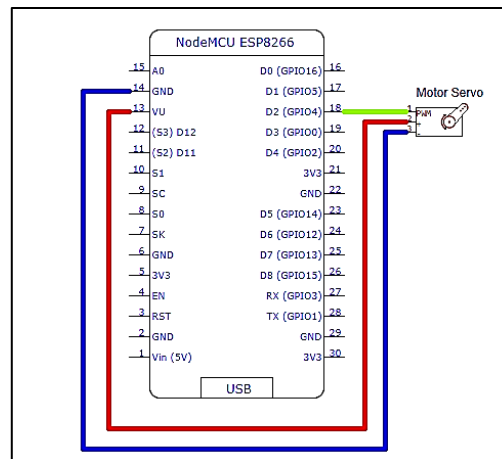 NodeMCU ESP8266
15 A0 D0 (GPIO16) 16
14 GND D1 (GPIO5) 17
13 VU D2 (GPIO4) 18
12 (S3) D12 D3 (GPIO0) 19
11 (S2) D11 D4 (GPIO2) 20
10 S1 3V3 21
9 SC GND 22
8 S0 D5 (GPIO14) 23
7 SK D6 (GPIO12) 24
6 GND D7 (GPIO13) 25
5 3V3 D8 (GPIO15) 26
4 EN RX (GPIO3) 27
3 RST TX (GPIO1) 28
2 GND GND 29
1 Vin (5V) 3V3 30
USB
Motor Servo
1 PWM
2 +
3 -